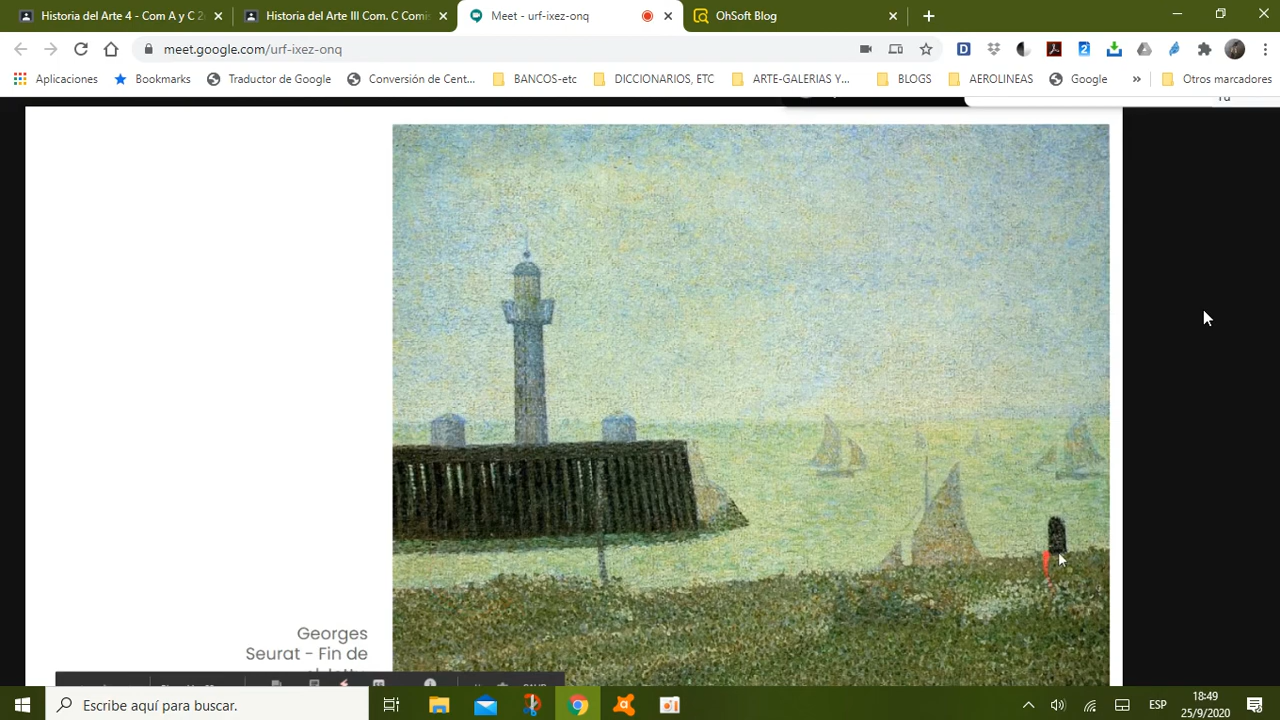 Historia del Arte 4 - Com A y C 2
Historia del Arte III Com. C Comis
Meet - urf-ixez-onq
OhSoft Blog
meet.google.com/urf-ixez-onq
Aplicaciones
Bookmarks
Traductor de Google
Conversión de Cent...
BANCOS-etc
DICCIONARIOS, ETC
ARTE-GALERIAS Y...
BLOGS
AEROLINEAS
Google
»
Otros marcadores
Georges
Seurat - Fin de
Escribe aquí para buscar.
ESP
18:49
25/9/2020